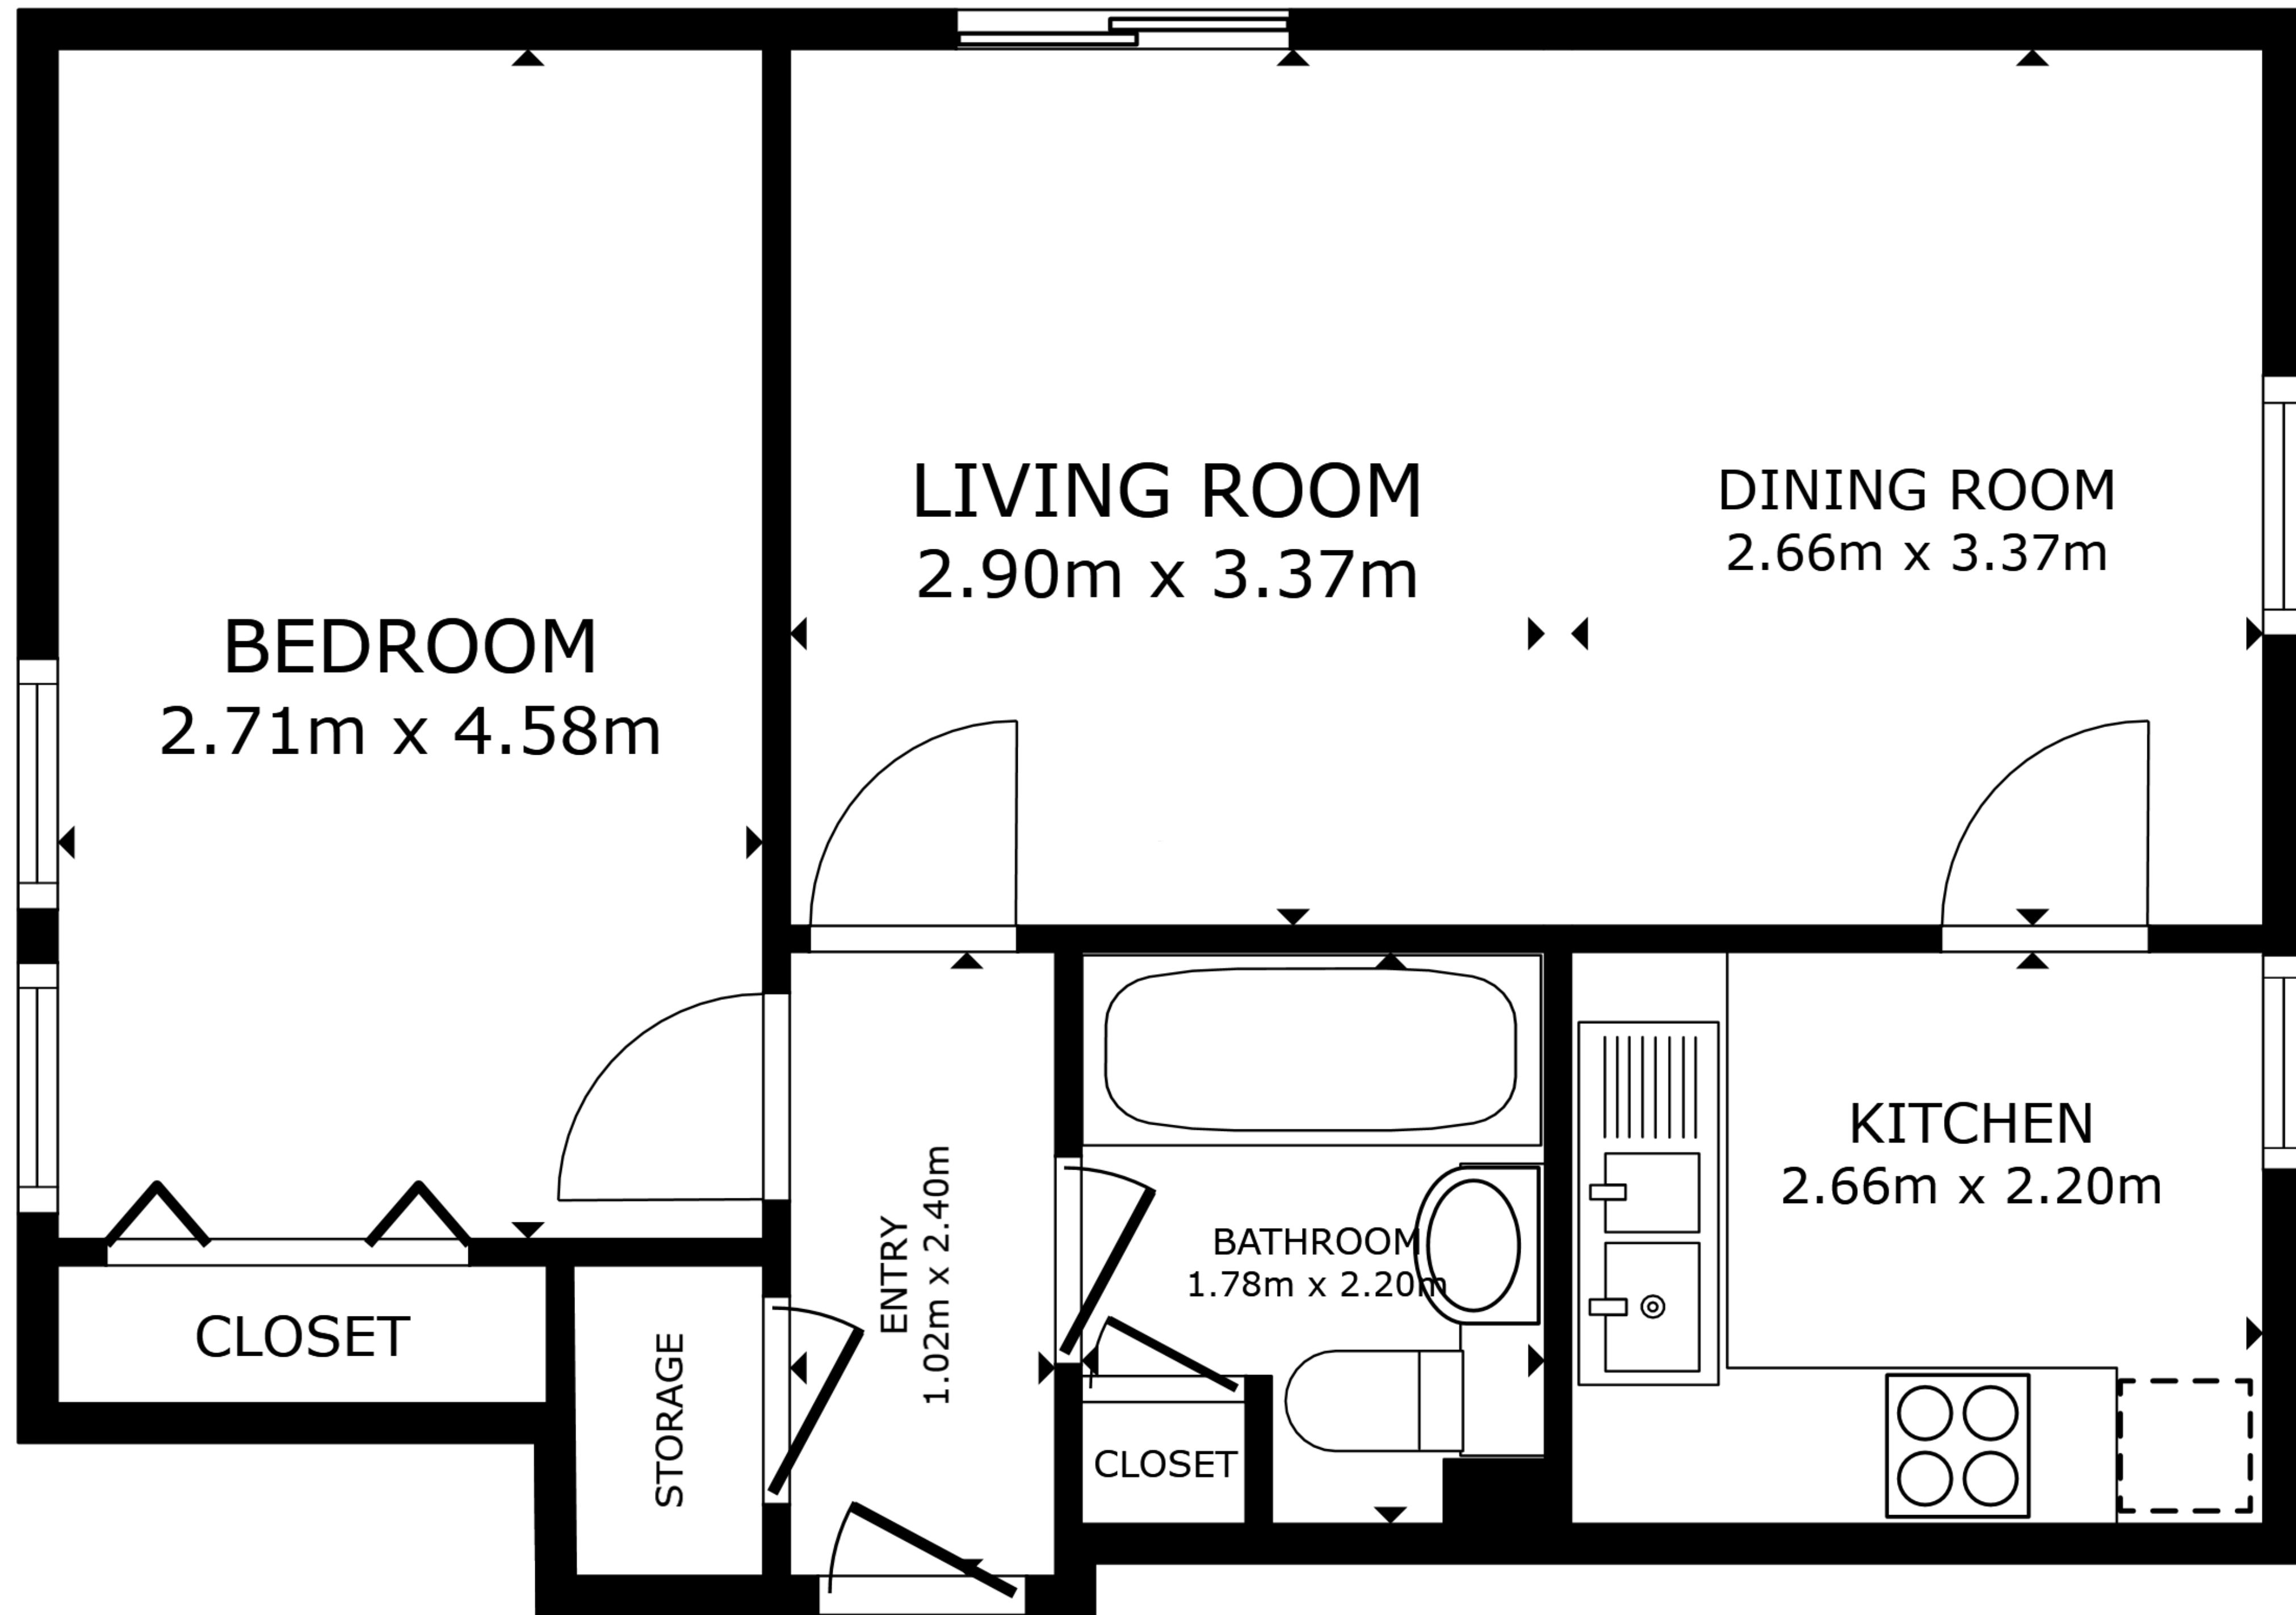 LIVING ROOM
2.90m x 3.37m
DINING ROOM
2.66m x 3.37m
BEDROOM
2.71m x 4.58m
KITCHEN
2.66m x 2.20m
ENTRY
1.02m x 2.40m
BATHROOM
1.78m x 2.20m
CLOSET
STORAGE
CLOSET